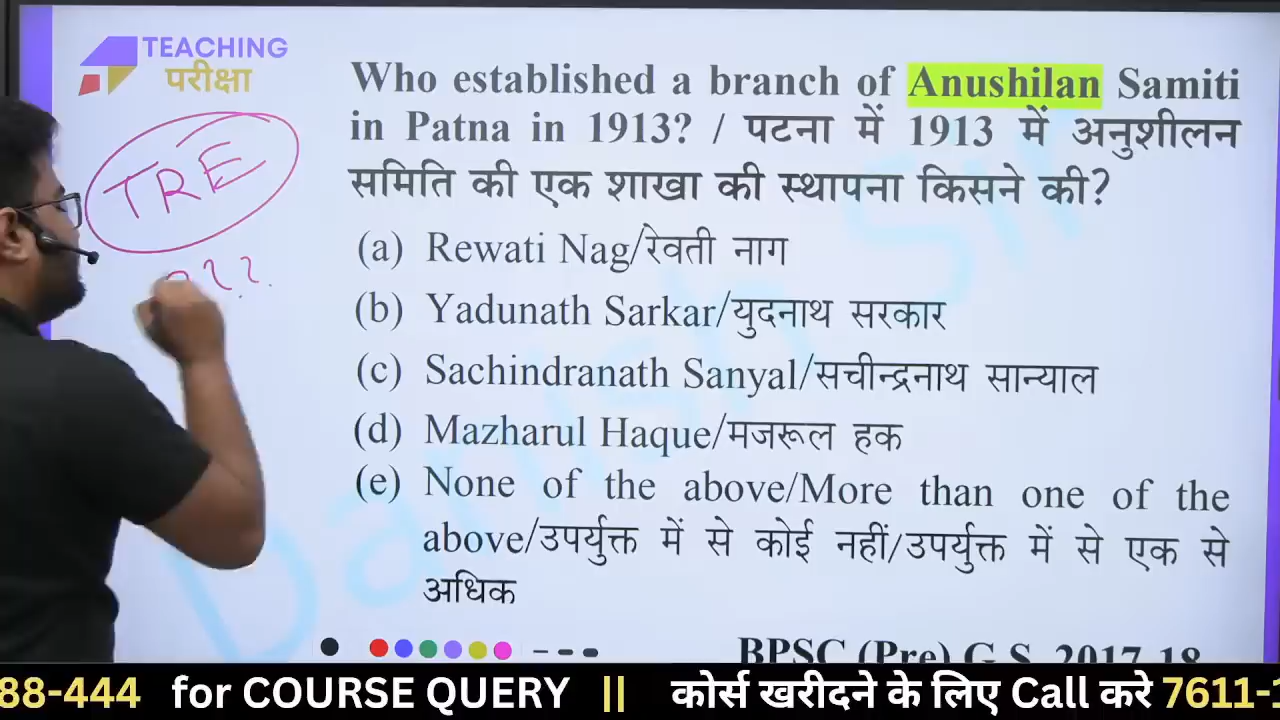 TEACHING
परीक्षा
TRE
Who established a branch of Anushilan Samiti
in Patna in 1913? / पटना में 1913 में अनुशीलन
समिति की एक शाखा की स्थापना किसने की?
(a) Rewati Nag/रेवती नाग
(b) Yadunath Sarkar/युदनाथ सरकार
(c) Sachindranath Sanyal/सचीन्द्रनाथ सान्याल
(d) Mazharul Haque/मजरूल हक
(e) None of the above/More than one of the
above/उपर्युक्त में से कोई नहीं/उपर्युक्त में से एक से
अधिक
BPSC (Pre) G.S. 2017-18
88-444 for COURSE QUERY || कोर्स खरीदने के लिए Call करे 7611-1